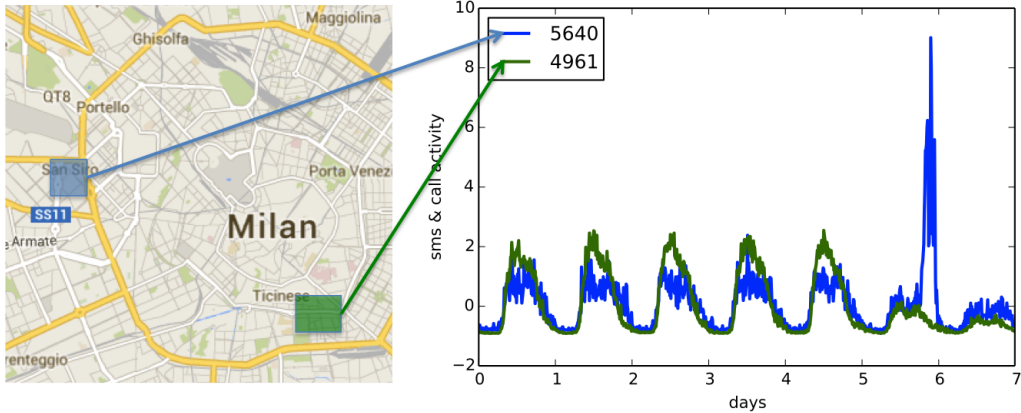 Maggiolina
Ghisolfa
QT8
Portello
San Siro
Porta Venezi
SS11
Armate
Milan
Ticinese
renteggio
10
8
6
4
2
0
−2
5640
4961
sms & call activity
0 1 2 3 4 5 6 7
days